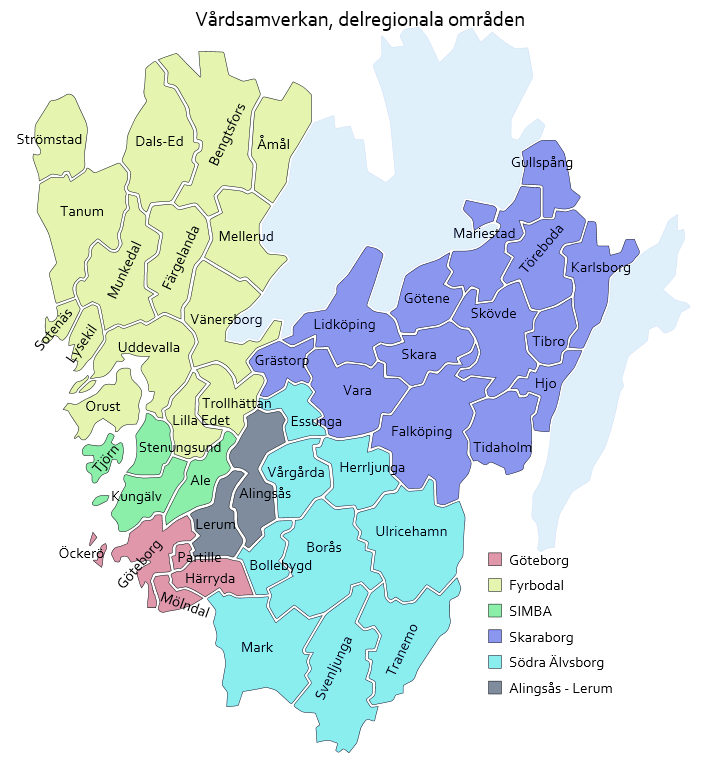 Vårdsamverkan, delregionala områden
Strömstad
Dals-Ed
Bengtsfors
Åmål
Gullspång
Tanum
Munkedal
Färgelanda
Mellerud
Mariestad
Töreboda
Karlsborg
Götene
Skövde
Sotenäs
Lysekil
Vänersborg
Lidköping
Uddevalla
Skara
Tibro
Grästorp
Vara
Hjo
Orust
Trollhättan
Lilla Edet
Essunga
Falköping
Tidaholm
Stenungsund
Tjörn
Vårgårda
Herrljunga
Ale
Kungälv
Alingsås
Lerum
Ulricehamn
Öckerö
Göteborg
Partille
Borås
Bollebygd
Härryda
Mölndal
Mark
Svenljunga
Tranemo
Göteborg
Fyrbodal
SIMBA
Skaraborg
Södra Älvsborg
Alingsås - Lerum